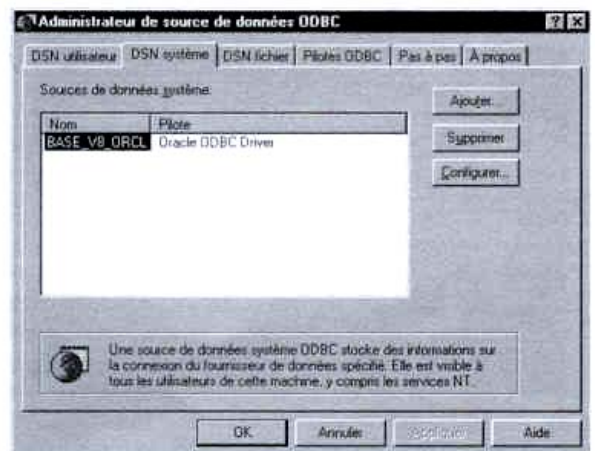 Administrateur de source de données ODBC
DSN utilisateur DSN système DSN fichier Pilotes ODBC Pas à pas À propos
Sources de données système:
Nom Pilote
BASE_V8_ORCL Oracle ODBC Driver
Ajouter...
Supprimer
Configurer...
Une source de données système ODBC stocke des informations sur
la connexion du fournisseur de données spécifié. Elle est visible à
tous les utilisateurs de cette machine, y compris les services NT.
OK Annuler Appliquer Aide